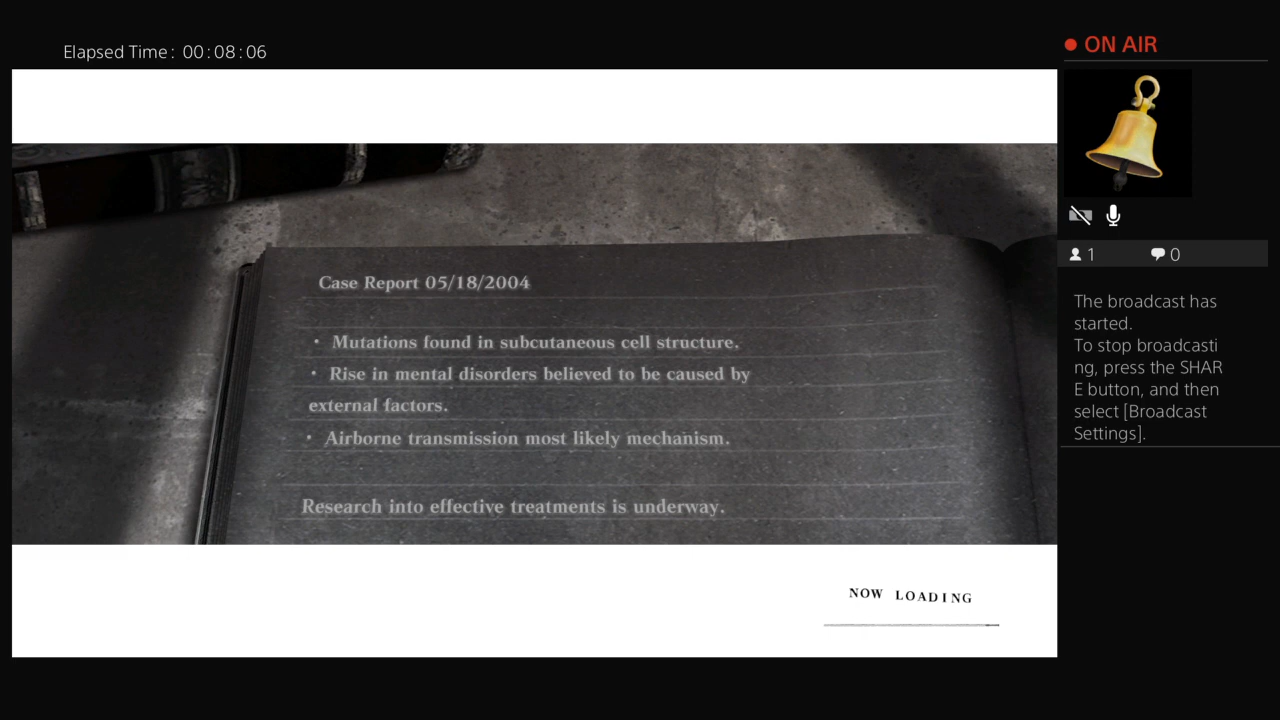 Elapsed Time: 00:08:06
ON AIR
1 0
The broadcast has
started.
To stop broadcasti
ng, press the SHAR
E button, and then
select [Broadcast
Settings].
Case Report 05/18/2004
· Mutations found in subcutaneous cell structure.
· Rise in mental disorders believed to be caused by
external factors.
· Airborne transmission most likely mechanism.
Research into effective treatments is underway.
NOW LOADING